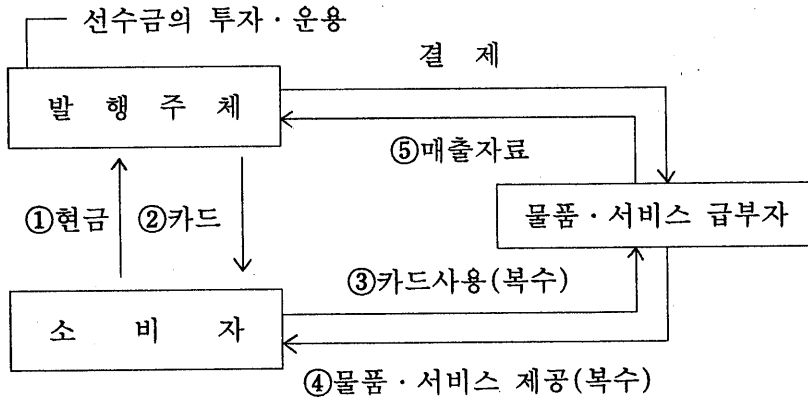 선수금의 투자·운용
결 제
발 행 주 체
⑤매출자료
①현금 ②카드
물품·서비스 급부자
③카드사용(복수)
소 비 자
④물품·서비스 제공(복수)